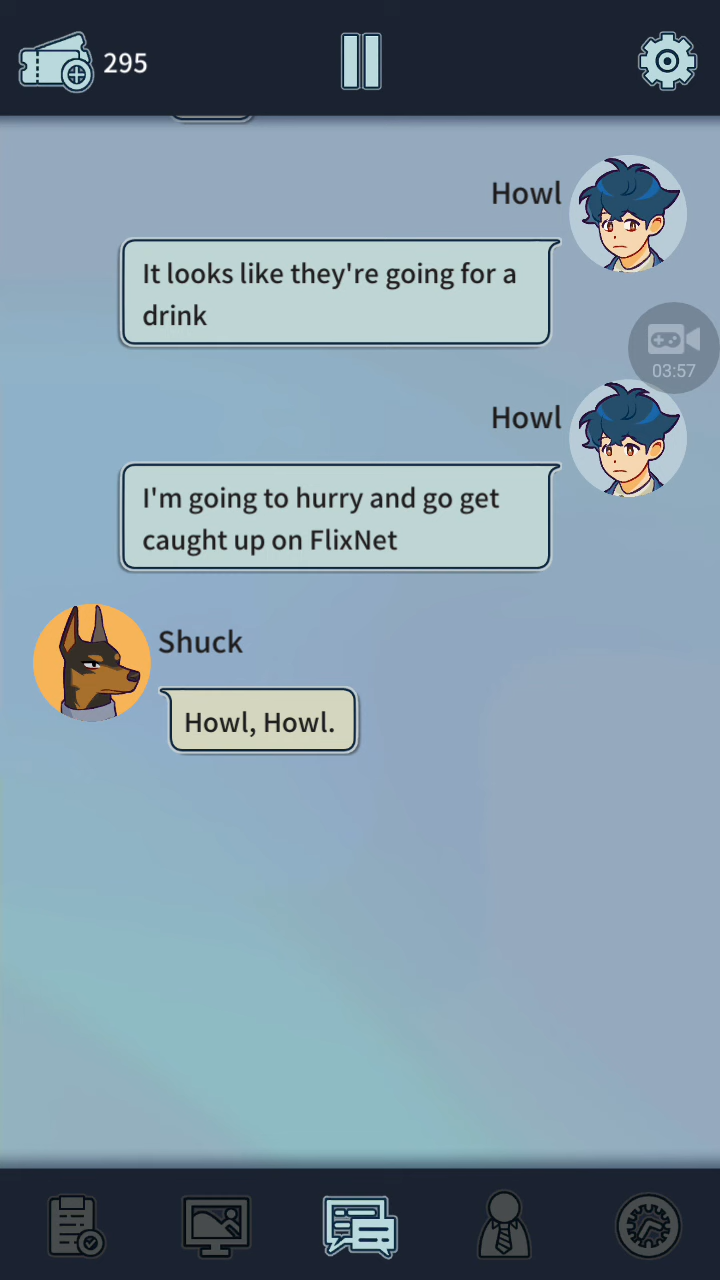 295
Howl
It looks like they're going for a
drink
03:57
Howl
I'm going to hurry and go get
caught up on FlixNet
Shuck
Howl, Howl.